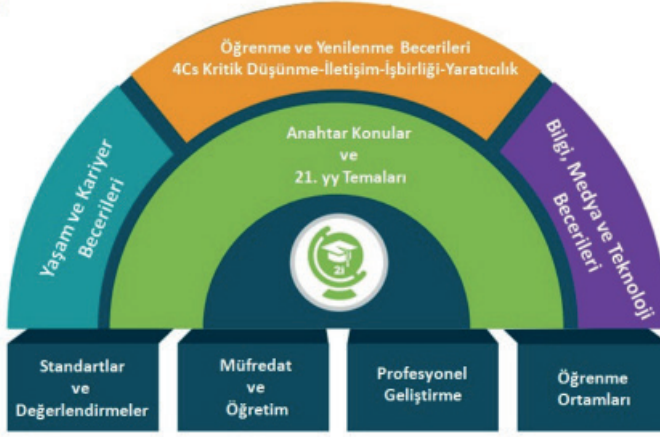 Öğrenme ve Yenilenme Becerileri
4Cs Kritik Düşünme-İletişim-İşbirliği-Yaratıcılık
Yaşam ve Kariyer
Becerileri
Anahtar Konular
ve
21. yy Temaları
Bilgi, Medya ve Teknoloji
Becerileri
21
Standartlar
ve
Değerlendirmeler
Müfredat
ve
Öğretim
Profesyonel
Geliştirme
Öğrenme
Ortamları